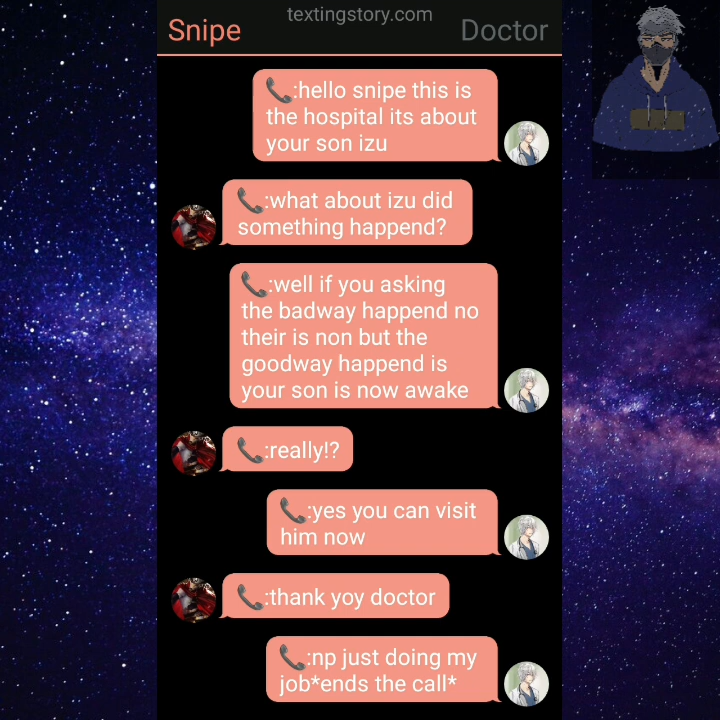 textingstory.com
Snipe Doctor
📞:hello snipe this is
the hospital its about
your son izu
📞:what about izu did
something happend?
📞:well if you asking
the badway happend no
their is non but the
goodway happend is
your son is now awake
📞:really!?
📞:yes you can visit
him now
📞:thank yoy doctor
📞:np just doing my
job*ends the call*